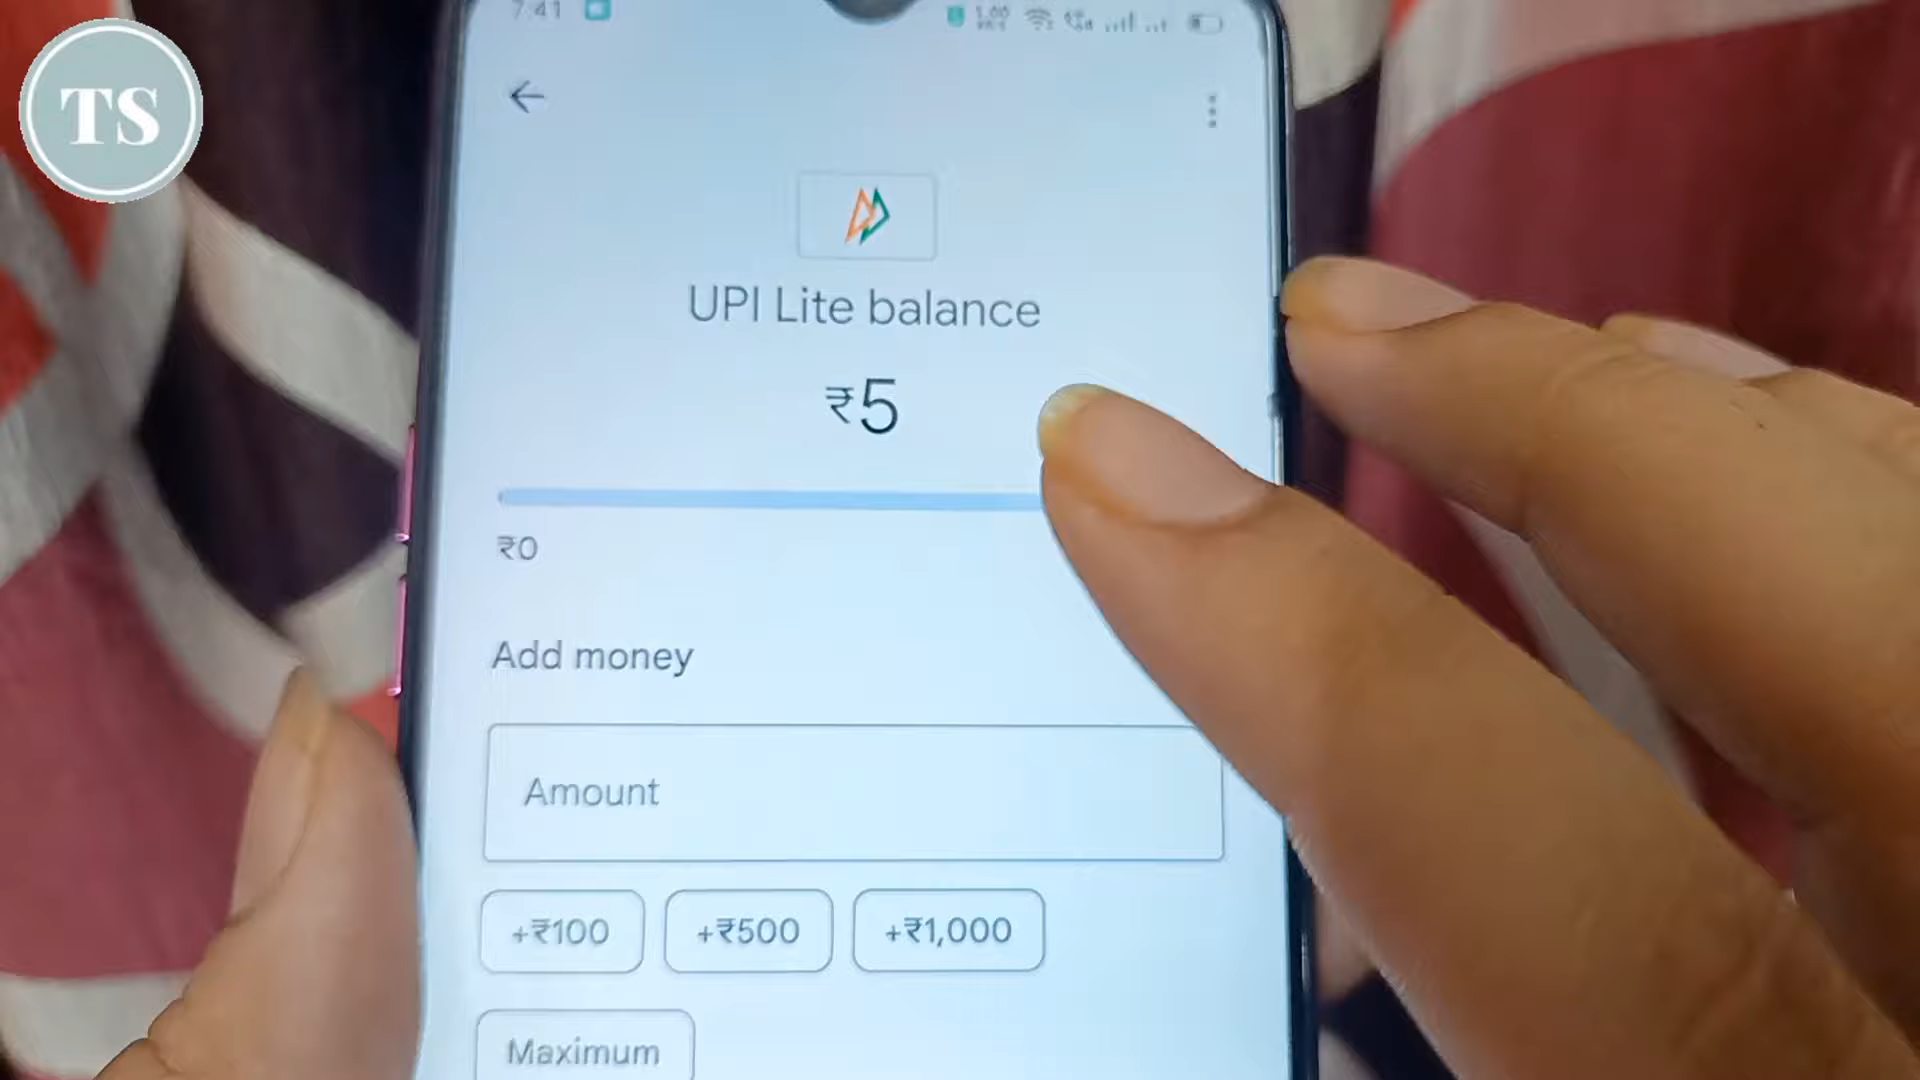 TS
7:41
UPI Lite balance
₹5
₹0
Add money
Amount
+₹100 +₹500 +₹1,000
Maximum